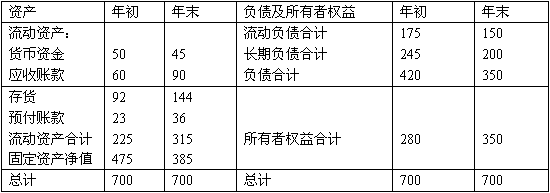 资产 年初 年末 负债及所有者权益 年初 年末
流动资产： 流动负债合计 175 150
货币资金 50 45 长期负债合计 245 200
应收账款 60 90 负债合计 420 350
存货 92 144
预付账款 23 36
流动资产合计 225 315 所有者权益合计 280 350
固定资产净值 475 385
总计 700 700 总计 700 700